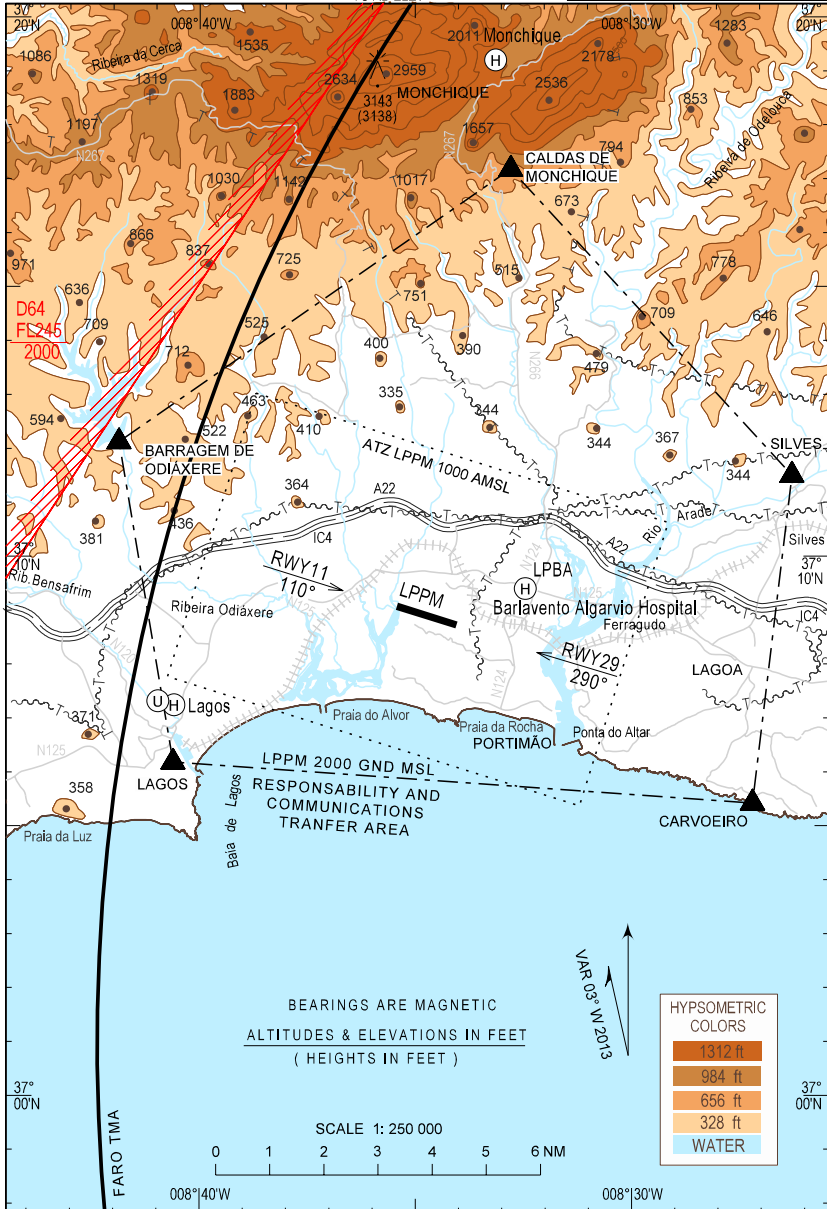 37°
20'
008°40'W
008°30'W
37°
20'
1086
Ribeira da Cerca
1535
2011 Monchique
1283
H
2178
1319
2634
2959
MONCHIQUE
3143
(3138)
2536
1883
853
1197
N267
1657
N267
794
Ribeira de Odelouca
CALDAS DE
MONCHIQUE
1030
1142
1017
673
866
971
837
725
515
778
636
751
D64
FL245
2000
709
525
709
646
712
400
390
479
N266
335
594
463
410
344
344
367
522
BARRAGEM DE
ODIÁXERE
ATZ LPPM 1000 AMSL
SILVES
344
364
A22
436
381
IC4
Rio Arade
A22
Silves
37°
10'N
37°
10'N
Rib.Bensafrim
RWY11
110°
N124
LPBA
H
N125
LPPM
Barlavento Algarvio Hospital
Ribeira Odiáxere
N125
Ferragudo
IC4
N120
RWY29
290°
LAGOA
N124
U H Lagos
371
Praia do Alvor
Praia da Rocha
Ponta do Altar
PORTIMÃO
N125
LPPM 2000 GND MSL
LAGOS
RESPONSABILITY AND
COMMUNICATIONS
TRANFER AREA
358
Baia de Lagos
CARVOEIRO
Praia da Luz
VAR 03° W 2013
BEARINGS ARE MAGNETIC
ALTITUDES & ELEVATIONS IN FEET
( HEIGHTS IN FEET )
HYPSOMETRIC
COLORS
1312 ft
984 ft
656 ft
328 ft
WATER
37°
00'N
37°
00'N
FARO TMA
SCALE 1: 250 000
0 1 2 3 4 5 6 NM
008°40'W
008°30'W